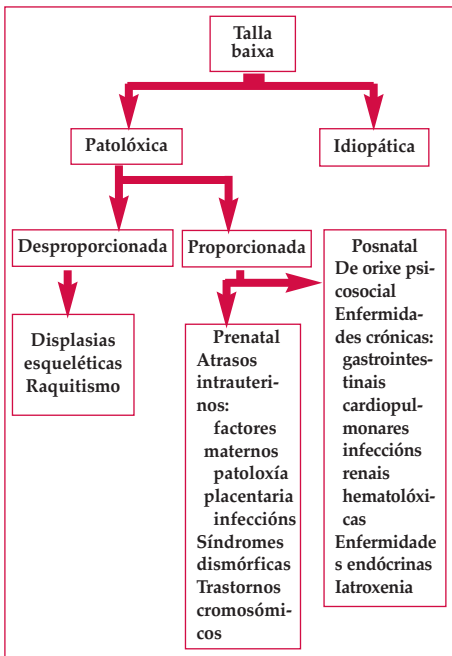 Talla
baixa
Patolóxica
Idiopática
Desproporcionada
Proporcionada
Displasias
esqueléticas
Raquitismo
Prenatal
Atrasos
intrauteri-
nos:
factores
maternos
patoloxía
placentaria
infeccións
Síndromes
dismórficas
Trastornos
cromosómi-
cos
Posnatal
De orixe psi-
cosocial
Enfermida-
des crónicas:
gastrointes-
tinais
cardiopul-
monares
infeccións
renais
hematolóxi-
cas
Enfermidade
s endócrinas
Iatroxenia